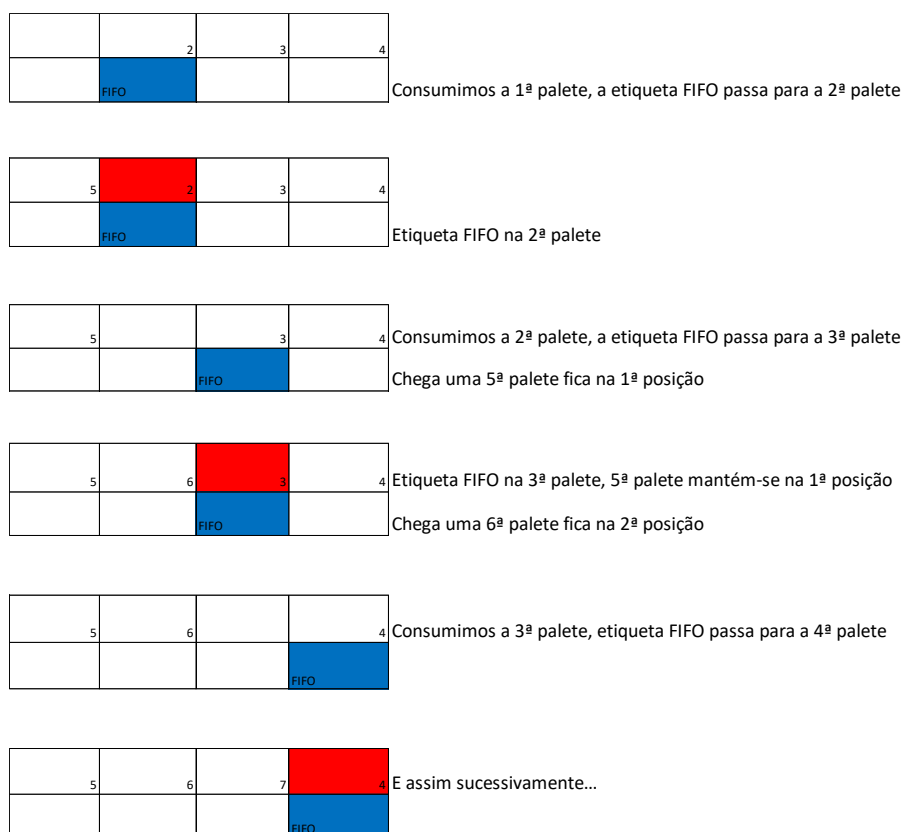 2 3 4
FIFO
Consumimos a 1ª palete, a etiqueta FIFO passa para a 2ª palete
5 2 3 4
FIFO
Etiqueta FIFO na 2ª palete
5 3 4 Consumimos a 2ª palete, a etiqueta FIFO passa para a 3ª palete
FIFO
Chega uma 5ª palete fica na 1ª posição
5 6 3 4 Etiqueta FIFO na 3ª palete, 5ª palete mantém-se na 1ª posição
FIFO
Chega uma 6ª palete fica na 2ª posição
5 6 4 Consumimos a 3ª palete, etiqueta FIFO passa para a 4ª palete
FIFO
5 6 7 4 E assim sucessivamente...
FIFO